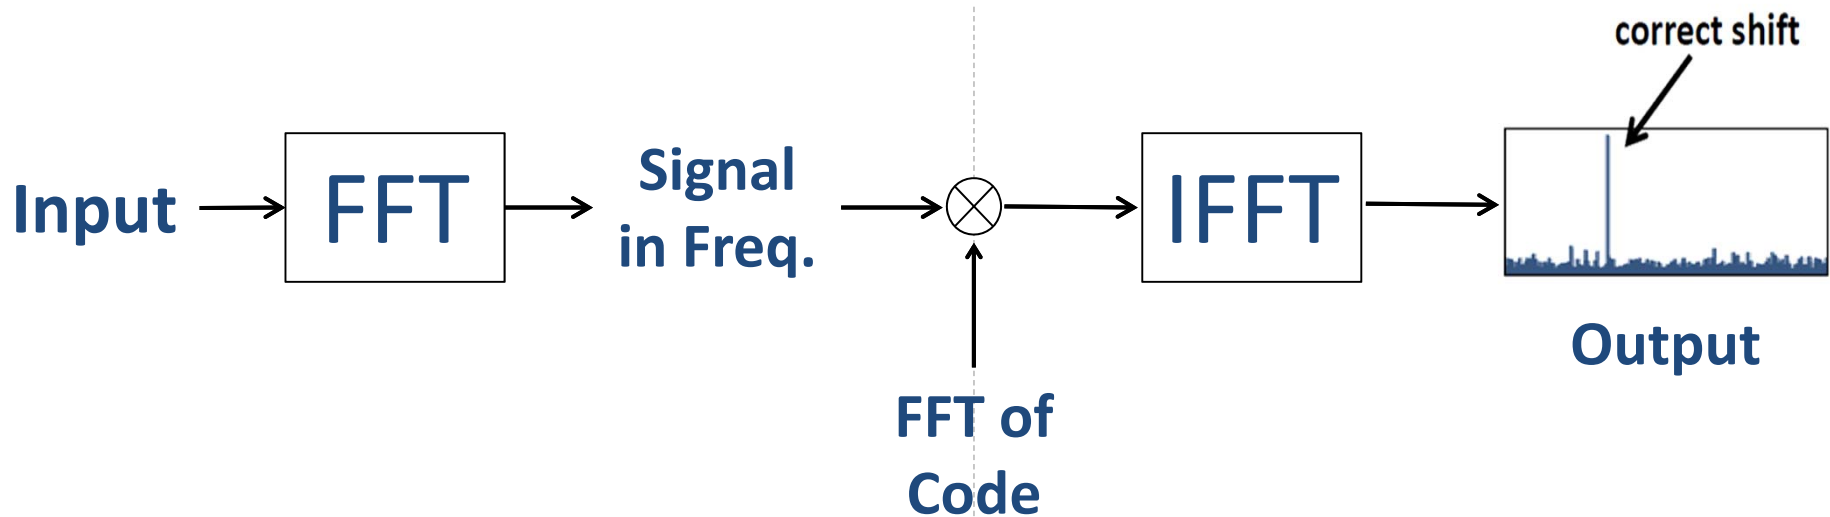 correct shift
Input
FFT
Signal
in Freq.
IFFT
Output
FFT of
Code